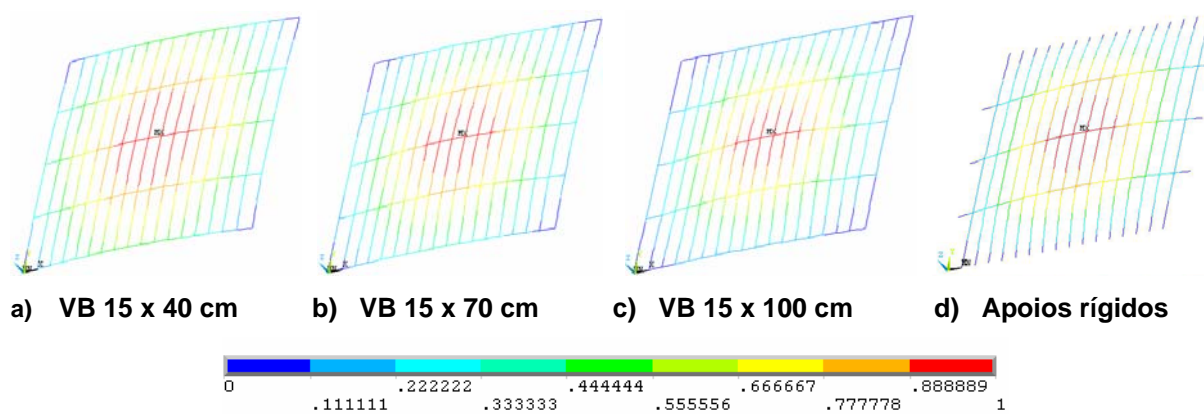 a) VB 15 x 40 cm
b) VB 15 x 70 cm
c) VB 15 x 100 cm
d) Apoios rígidos
0 .222222 .444444 .666667 .888889
.111111 .333333 .555556 .777778 1